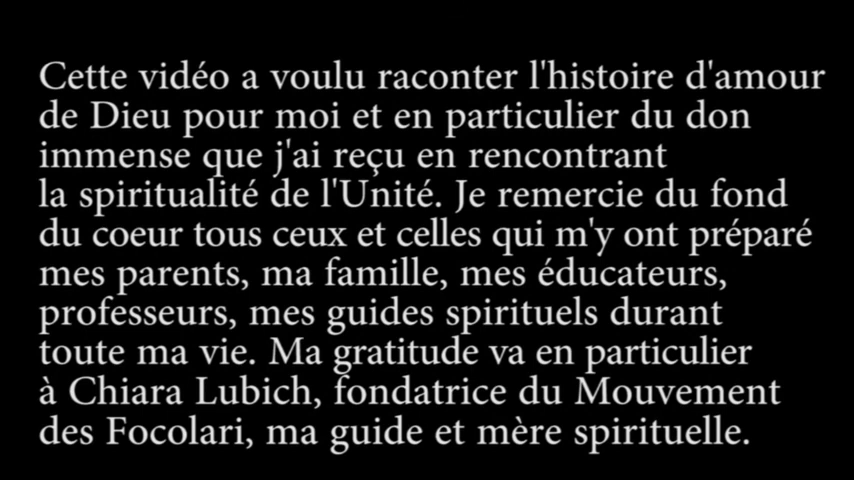 Cette vidéo a voulu raconter l'histoire d'amour
de Dieu pour moi et en particulier du don
immense que j'ai reçu en rencontrant
la spiritualité de l'Unité. Je remercie du fond
du coeur tous ceux et celles qui m'y ont préparé
mes parents, ma famille, mes éducateurs,
professeurs, mes guides spirituels durant
toute ma vie. Ma gratitude va en particulier
à Chiara Lubich, fondatrice du Mouvement
des Focolari, ma guide et mère spirituelle.